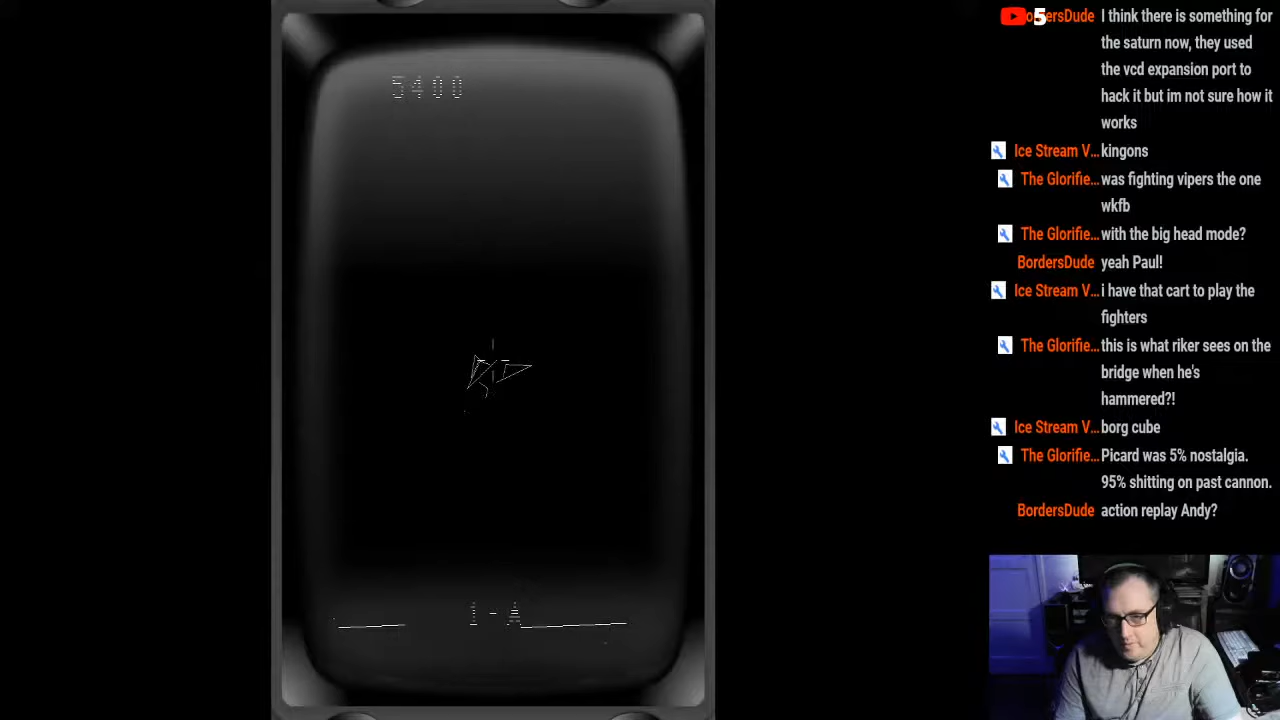 5400
1-A
5
BordersDude I think there is something for
the saturn now, they used
the vcd expansion port to
hack it but im not sure how it
works
Ice Stream V... kingons
The Glorifie... was fighting vipers the one
wkfb
The Glorifie... with the big head mode?
BordersDude yeah Paul!
Ice Stream V... i have that cart to play the
fighters
The Glorifie... this is what riker sees on the
bridge when he's
hammered?!
Ice Stream V... borg cube
The Glorifie... Picard was 5% nostalgia.
95% shitting on past cannon.
BordersDude action replay Andy?